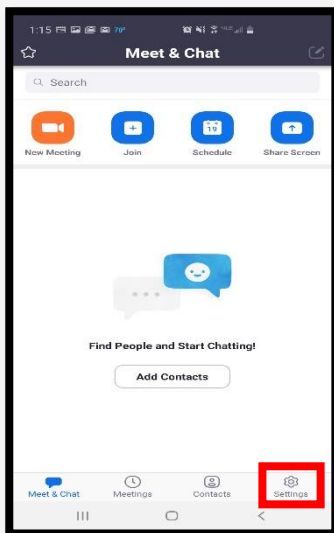 1:15 70°
Meet & Chat
Search
19
New Meeting Join Schedule Share Screen
Find People and Start Chatting!
Add Contacts
Meet & Chat Meetings Contacts Settings